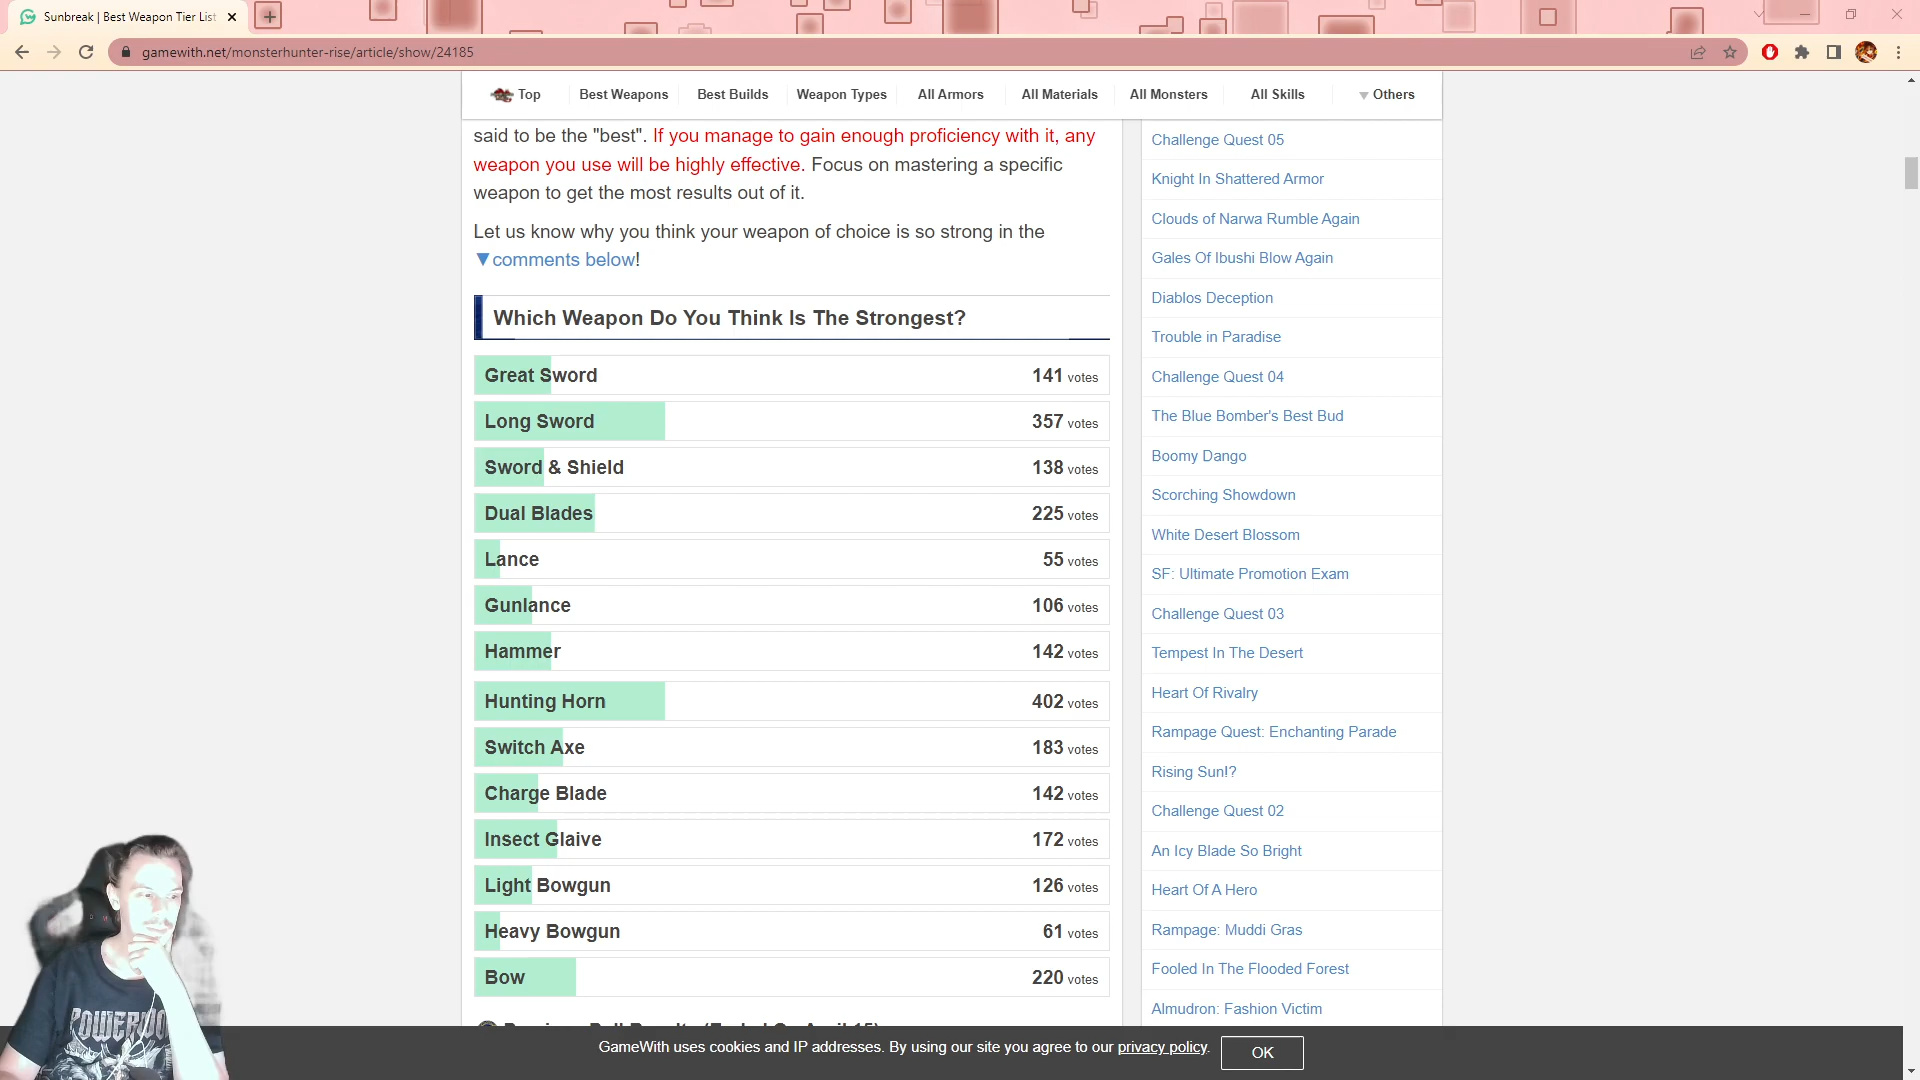 Sunbreak | Best Weapon Tier List
gamewith.net/monsterhunter-rise/article/show/24185
Top
Best Weapons
Best Builds
Weapon Types
All Armors
All Materials
All Monsters
All Skills
▼ Others
said to be the "best". If you manage to gain enough proficiency with it, any
weapon you use will be highly effective. Focus on mastering a specific
weapon to get the most results out of it.
Let us know why you think your weapon of choice is so strong in the
▼comments below!
Which Weapon Do You Think Is The Strongest?
Great Sword 141 votes
Long Sword 357 votes
Sword & Shield 138 votes
Dual Blades 225 votes
Lance 55 votes
Gunlance 106 votes
Hammer 142 votes
Hunting Horn 402 votes
Switch Axe 183 votes
Charge Blade 142 votes
Insect Glaive 172 votes
Light Bowgun 126 votes
Heavy Bowgun 61 votes
Bow 220 votes
Challenge Quest 05
Knight In Shattered Armor
Clouds of Narwa Rumble Again
Gales Of Ibushi Blow Again
Diablos Deception
Trouble in Paradise
Challenge Quest 04
The Blue Bomber's Best Bud
Boomy Dango
Scorching Showdown
White Desert Blossom
SF: Ultimate Promotion Exam
Challenge Quest 03
Tempest In The Desert
Heart Of Rivalry
Rampage Quest: Enchanting Parade
Rising Sun!?
Challenge Quest 02
An Icy Blade So Bright
Heart Of A Hero
Rampage: Muddi Gras
Fooled In The Flooded Forest
Almudron: Fashion Victim
GameWith uses cookies and IP addresses. By using our site you agree to our privacy policy.
OK